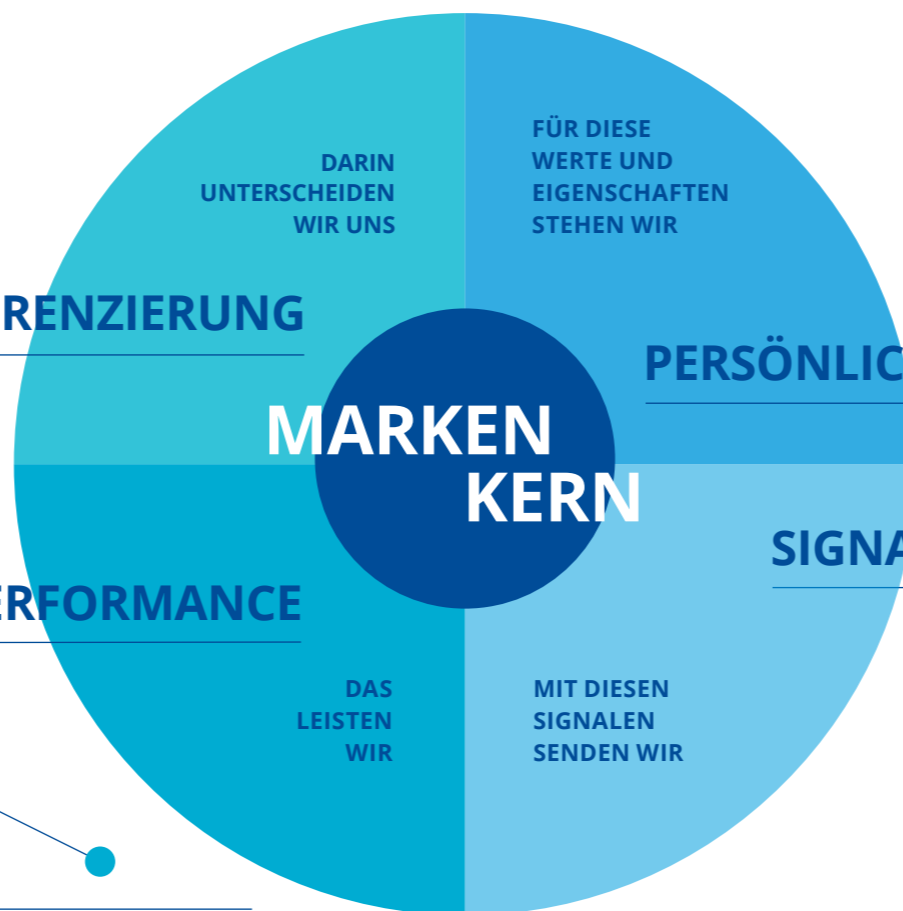 DARIN
UNTERSCHEIDEN
WIR UNS
FÜR DIESE
WERTE UND
EIGENSCHAFTEN
STEHEN WIR
RENZIERUNG
PERSÖNLIC
MARKEN
KERN
SIGNA
ERFORMANCE
DAS
LEISTEN
WIR
MIT DIESEN
SIGNALEN
SENDEN WIR